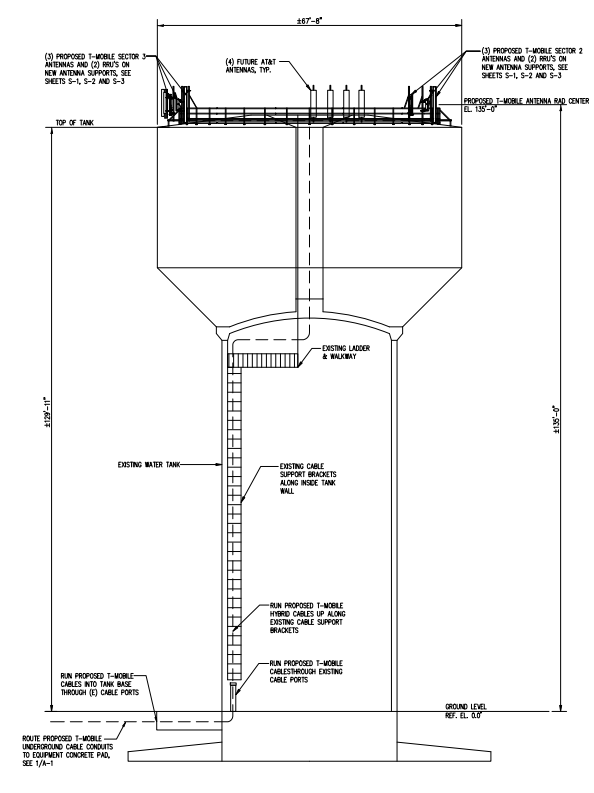 ±67'-8"
(3) PROPOSED T-MOBILE SECTOR 3
ANTENNAS AND (2) RRU'S ON
NEW ANTENNA SUPPORTS, SEE
SHEETS S-1, S-2 AND S-3
(4) FUTURE AT&T
ANTENNAS, TYP.
(3) PROPOSED T-MOBILE SECTOR 2
ANTENNAS AND (2) RRU'S ON
NEW ANTENNA SUPPORTS, SEE
SHEETS S-1, S-2 AND S-3
PROPOSED T-MOBILE ANTENNA RAD CENTER
EL. 135'-0"
TOP OF TANK
EXISTING LADDER
& WALKWAY
±129'-11"
±135'-0"
EXISTING WATER TANK
EXISTING CABLE
SUPPORT BRACKETS
ALONG INSIDE TANK
WALL
RUN PROPOSED T-MOBILE
HYBRID CABLES UP ALONG
EXISTING CABLE SUPPORT
BRACKETS
RUN PROPOSED T-MOBILE
CABLESTHROUGH EXISTING
CABLE PORTS
RUN PROPOSED T-MOBILE
CABLES INTO TANK BASE
THROUGH (E) CABLE PORTS
GROUND LEVEL
REF. EL. 0.0"
ROUTE PROPOSED T-MOBILE
UNDERGROUND CABLE CONDUITS
TO EQUIPMENT CONCRETE PAD,
SEE 1/A-1